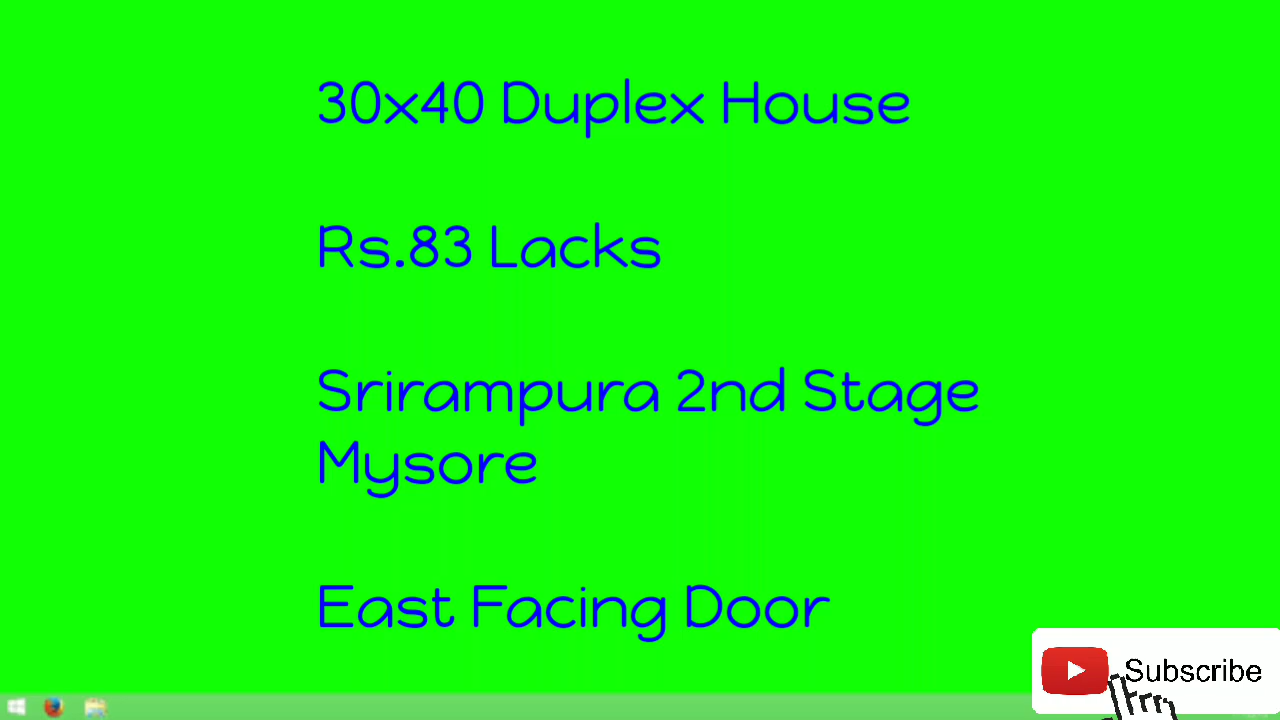 30x40 Duplex House
Rs.83 Lacks
Srirampura 2nd Stage
Mysore
East Facing Door
Subscribe